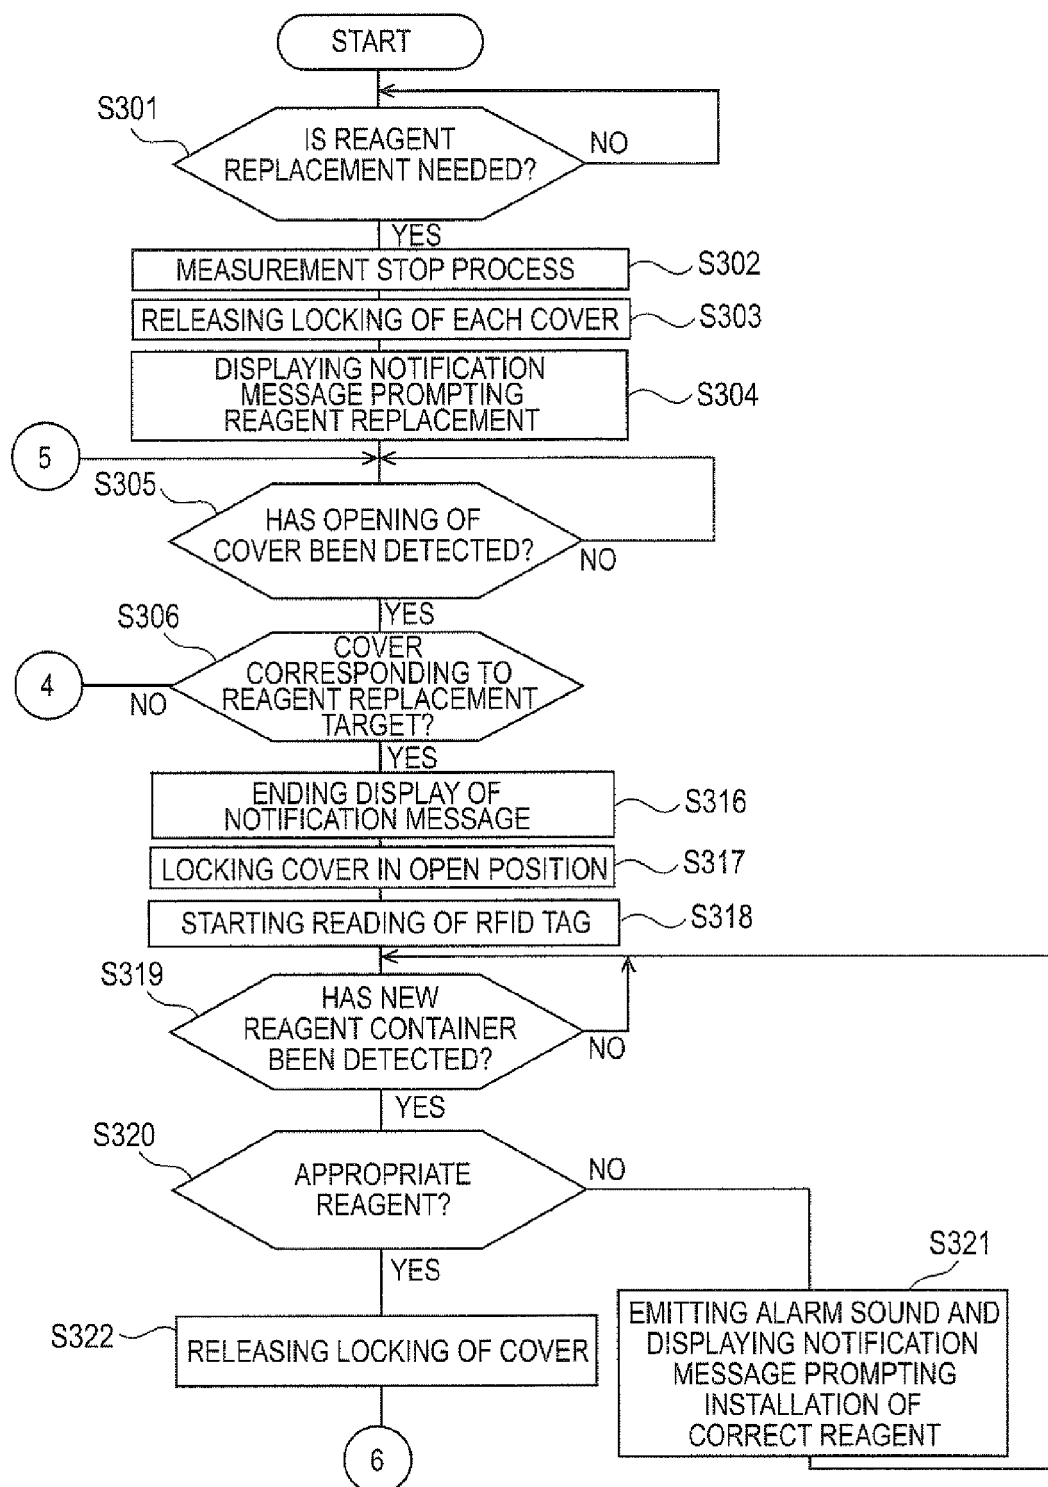 START
S301
IS REAGENT
REPLACEMENT NEEDED?
NO
YES
MEASUREMENT STOP PROCESS
S302
RELEASING LOCKING OF EACH COVER
S303
DISPLAYING NOTIFICATION
MESSAGE PROMPTING
REAGENT REPLACEMENT
S304
5
S305
HAS OPENING OF
COVER BEEN DETECTED?
NO
YES
S306
COVER
CORRESPONDING TO
REAGENT REPLACEMENT
TARGET?
4
NO
YES
ENDING DISPLAY OF
NOTIFICATION MESSAGE
S316
LOCKING COVER IN OPEN POSITION
S317
STARTING READING OF RFID TAG
S318
S319
HAS NEW
REAGENT CONTAINER
BEEN DETECTED?
NO
YES
S320
APPROPRIATE
REAGENT?
NO
YES
S321
EMITTING ALARM SOUND AND
DISPLAYING NOTIFICATION
MESSAGE PROMPTING
INSTALLATION OF
CORRECT REAGENT
S322
RELEASING LOCKING OF COVER
6